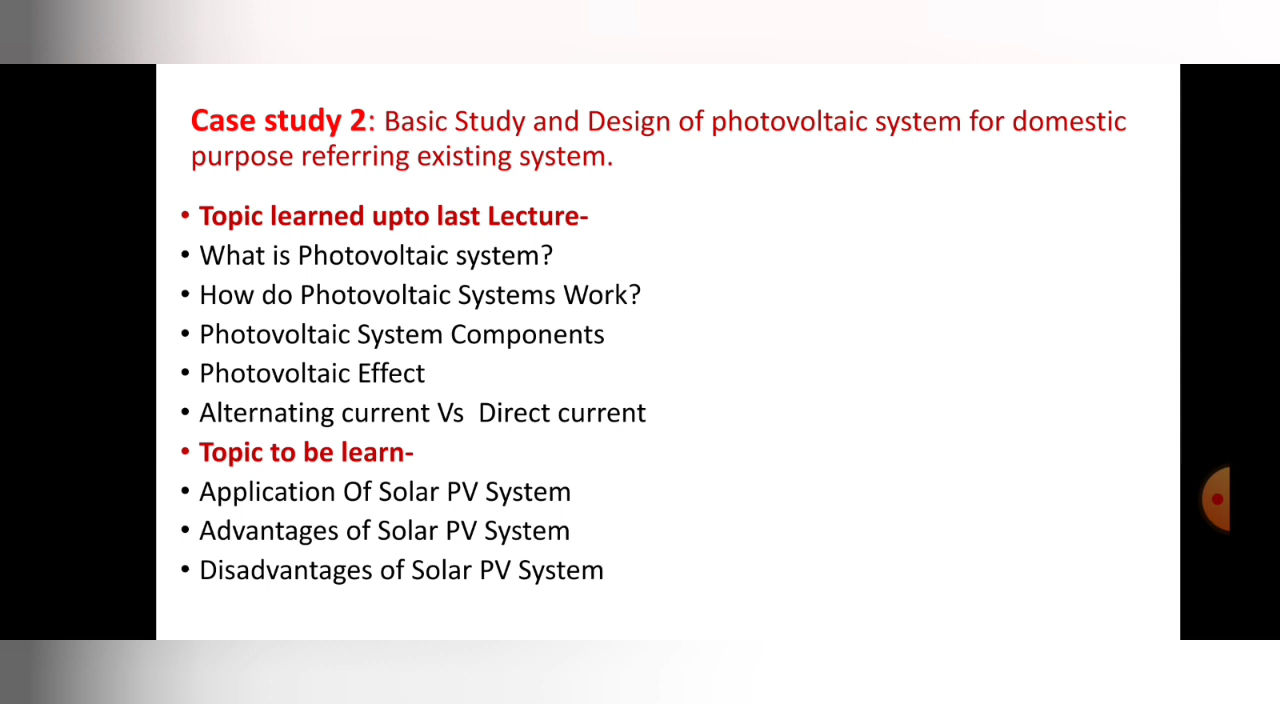 Case study 2: Basic Study and Design of photovoltaic system for domestic
purpose referring existing system.
• Topic learned upto last Lecture-
• What is Photovoltaic system?
• How do Photovoltaic Systems Work?
• Photovoltaic System Components
• Photovoltaic Effect
• Alternating current Vs Direct current
• Topic to be learn-
• Application Of Solar PV System
• Advantages of Solar PV System
• Disadvantages of Solar PV System